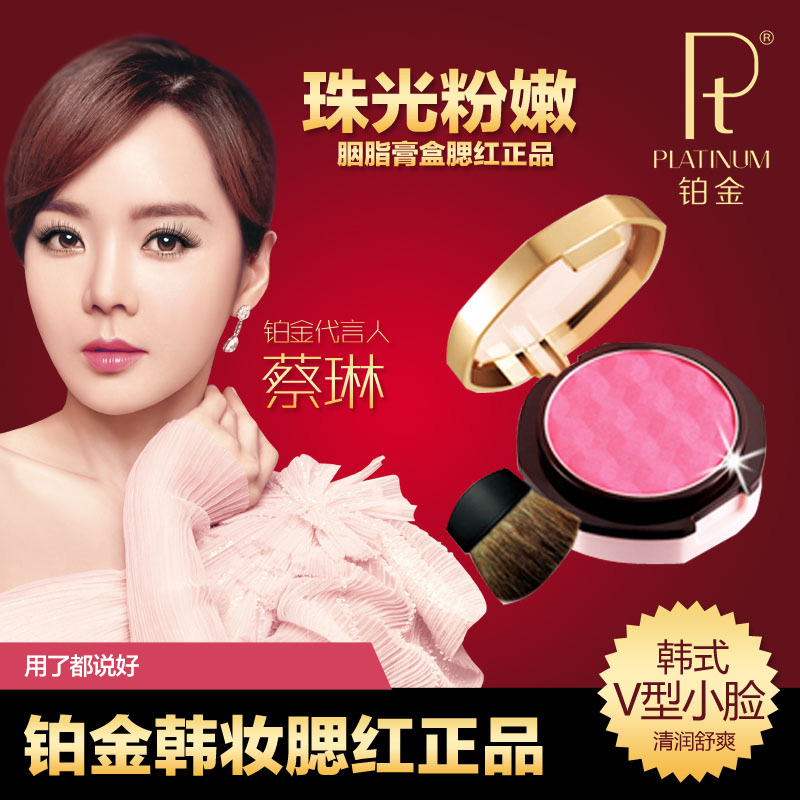 珠光粉嫩
胭脂膏盒腮红正品
Pt®
PLATINUM
铂金
铂金代言人
蔡琳
用了都说好
铂金韩妆腮红正品
韩式
V型小脸
清润舒爽